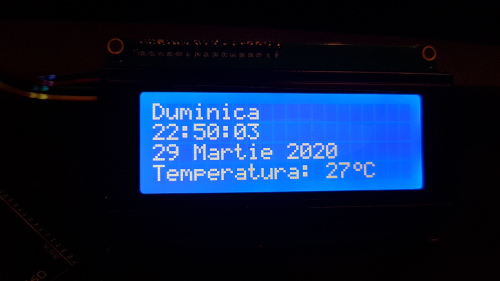 Duminica
22:50:03
29 Martie 2020
Temperatura: 27°C